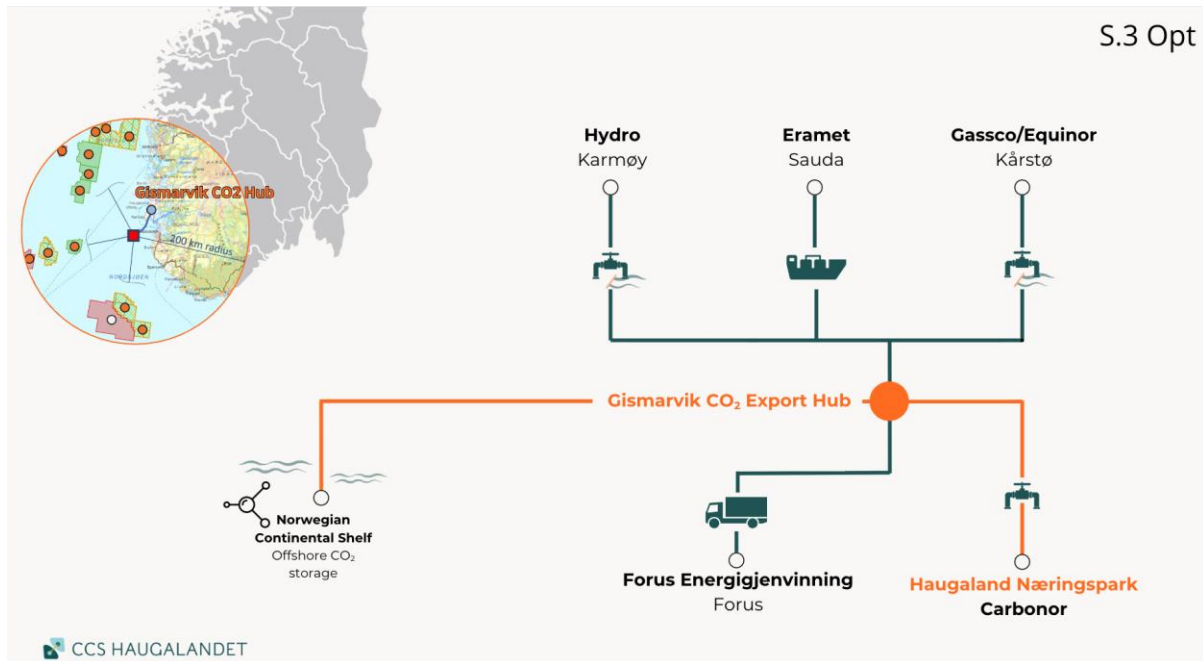 S.3 Opt
Hydro
Karmøy
Eramet
Sauda
Gassco/Equinor
Kårstø
Gismarvik CO2 Hub
200 km radius
NORDSJØEN
Gismarvik CO₂ Export Hub
Norwegian
Continental Shelf
Offshore CO₂
storage
Forus Energigjenvinning
Forus
Haugaland Næringspark
Carbonor
CCS HAUGALANDET